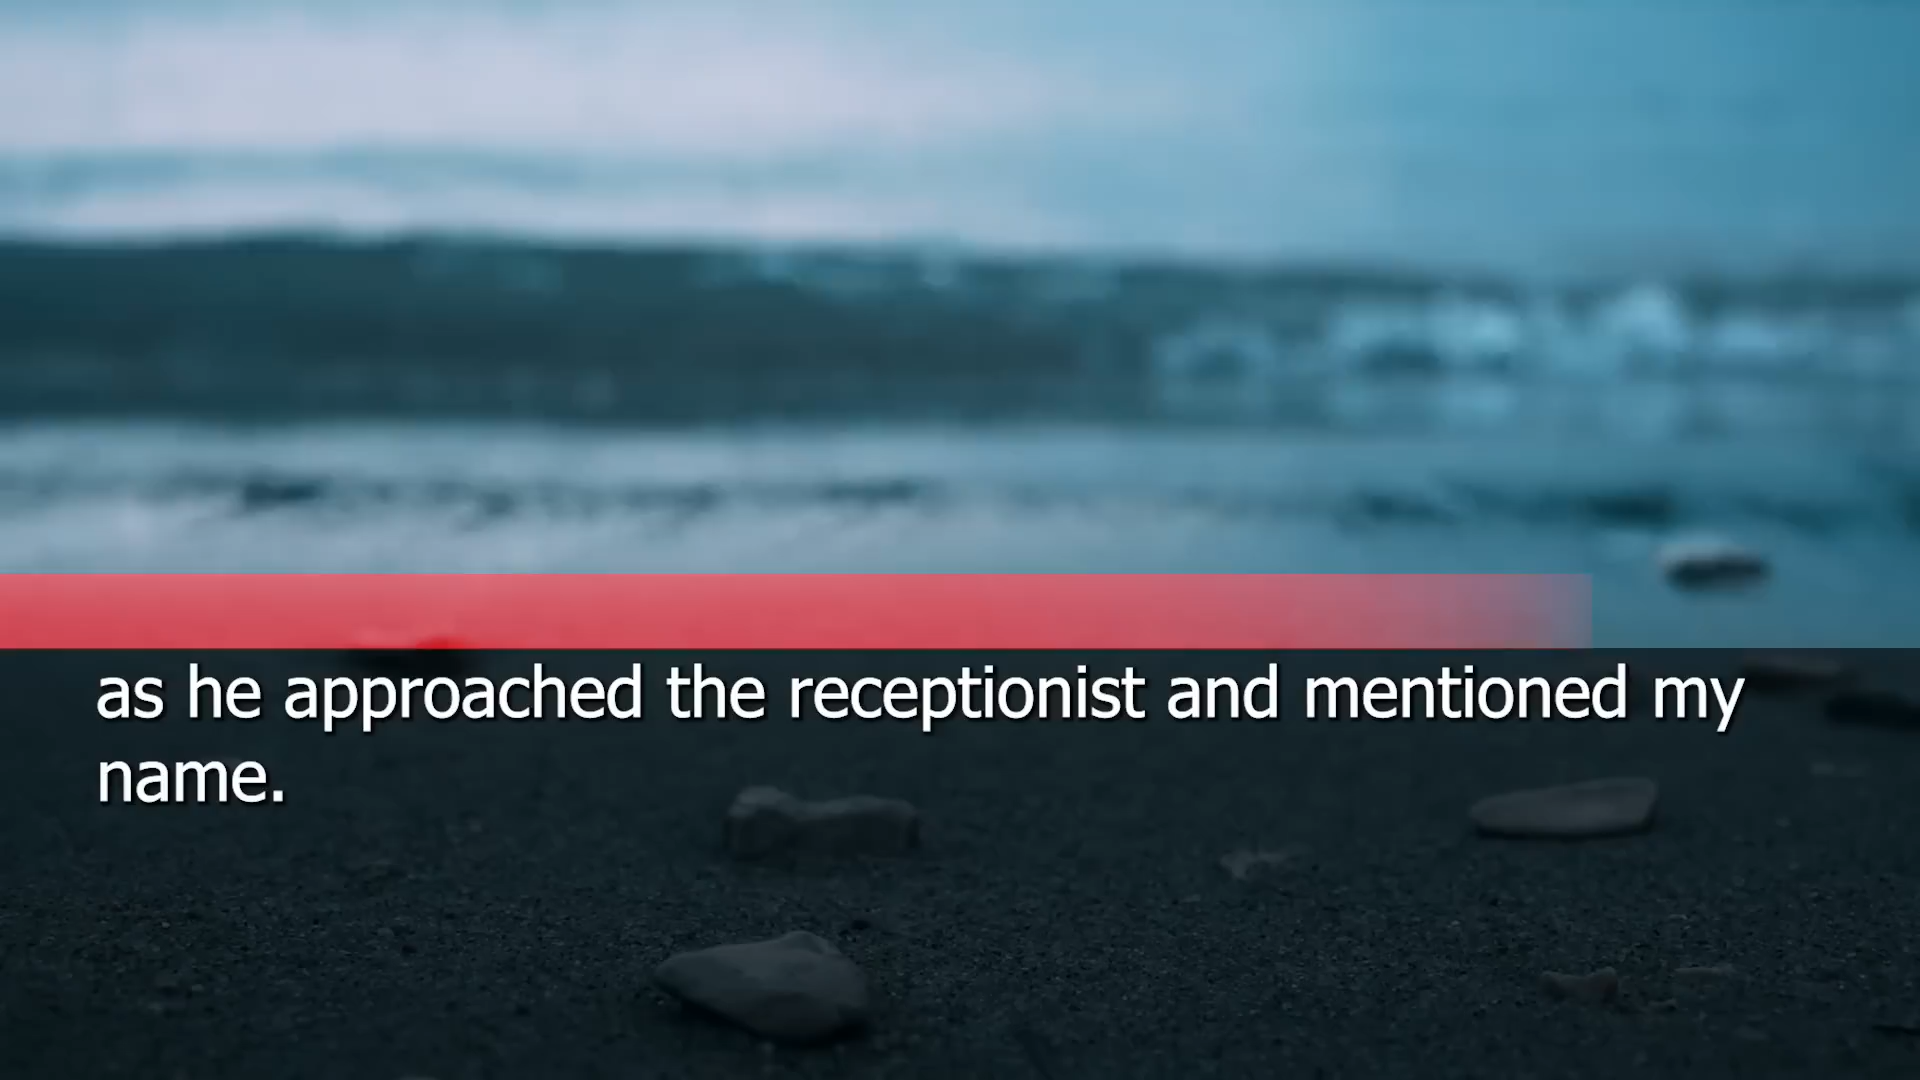 as he approached the receptionist and mentioned my
name.